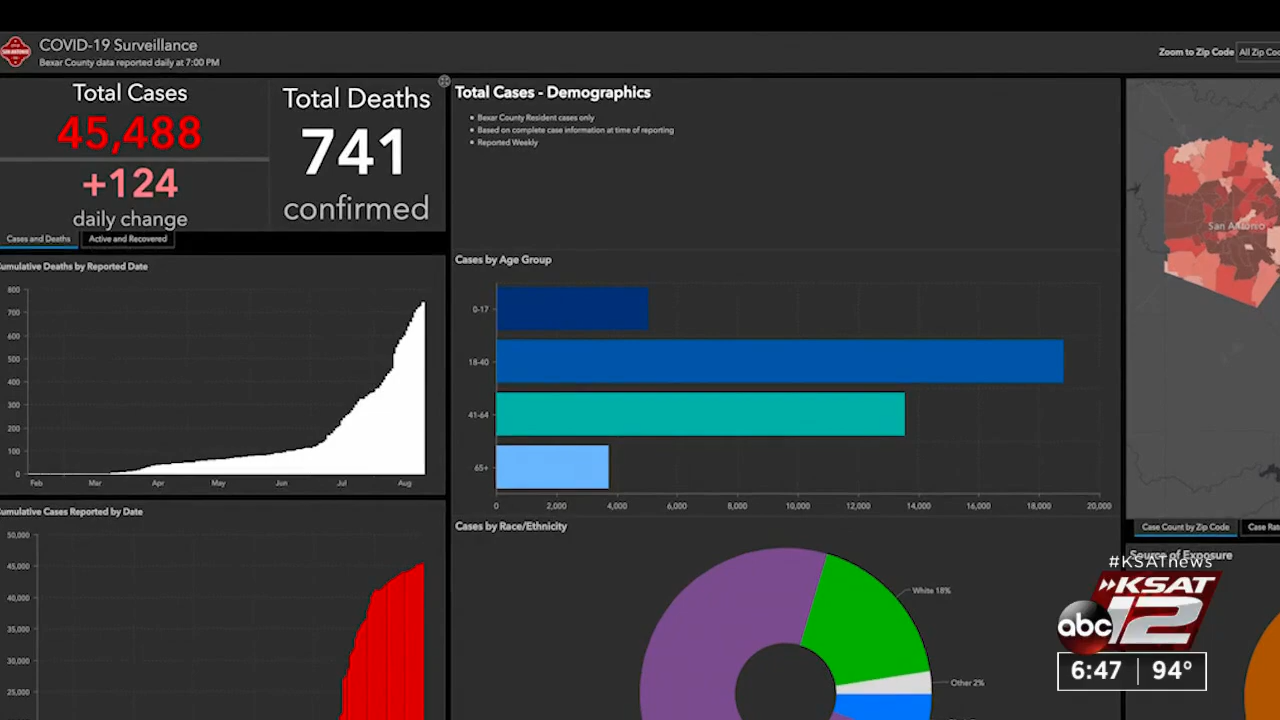 COVID-19 Surveillance
Bexar County data reported daily at 7:00 PM
Zoom to Zip Code
All Zip Co
Total Cases
45,488
+124
daily change
Total Deaths
741
confirmed
Cases and Deaths
Active and Recovered
Total Cases - Demographics
Bexar County Resident cases only
Based on complete case information at time of reporting
Reported Weekly
San Antonio
umulative Deaths by Reported Date
800
700
600
500
400
300
200
100
0
Feb
Mar
Apr
May
Jun
Jul
Aug
Cases by Age Group
0-17
18-40
41-64
65+
0
2,000
4,000
6,000
8,000
10,000
12,000
14,000
16,000
18,000
20,000
umulative Cases Reported by Date
50,000
45,000
40,000
35,000
30,000
25,000
Cases by Race/Ethnicity
White 18%
Other 2%
Case Count by Zip Code
Case Rat
Source of Exposure
#KSATnews
KSAT
abc 12
6:47
94°